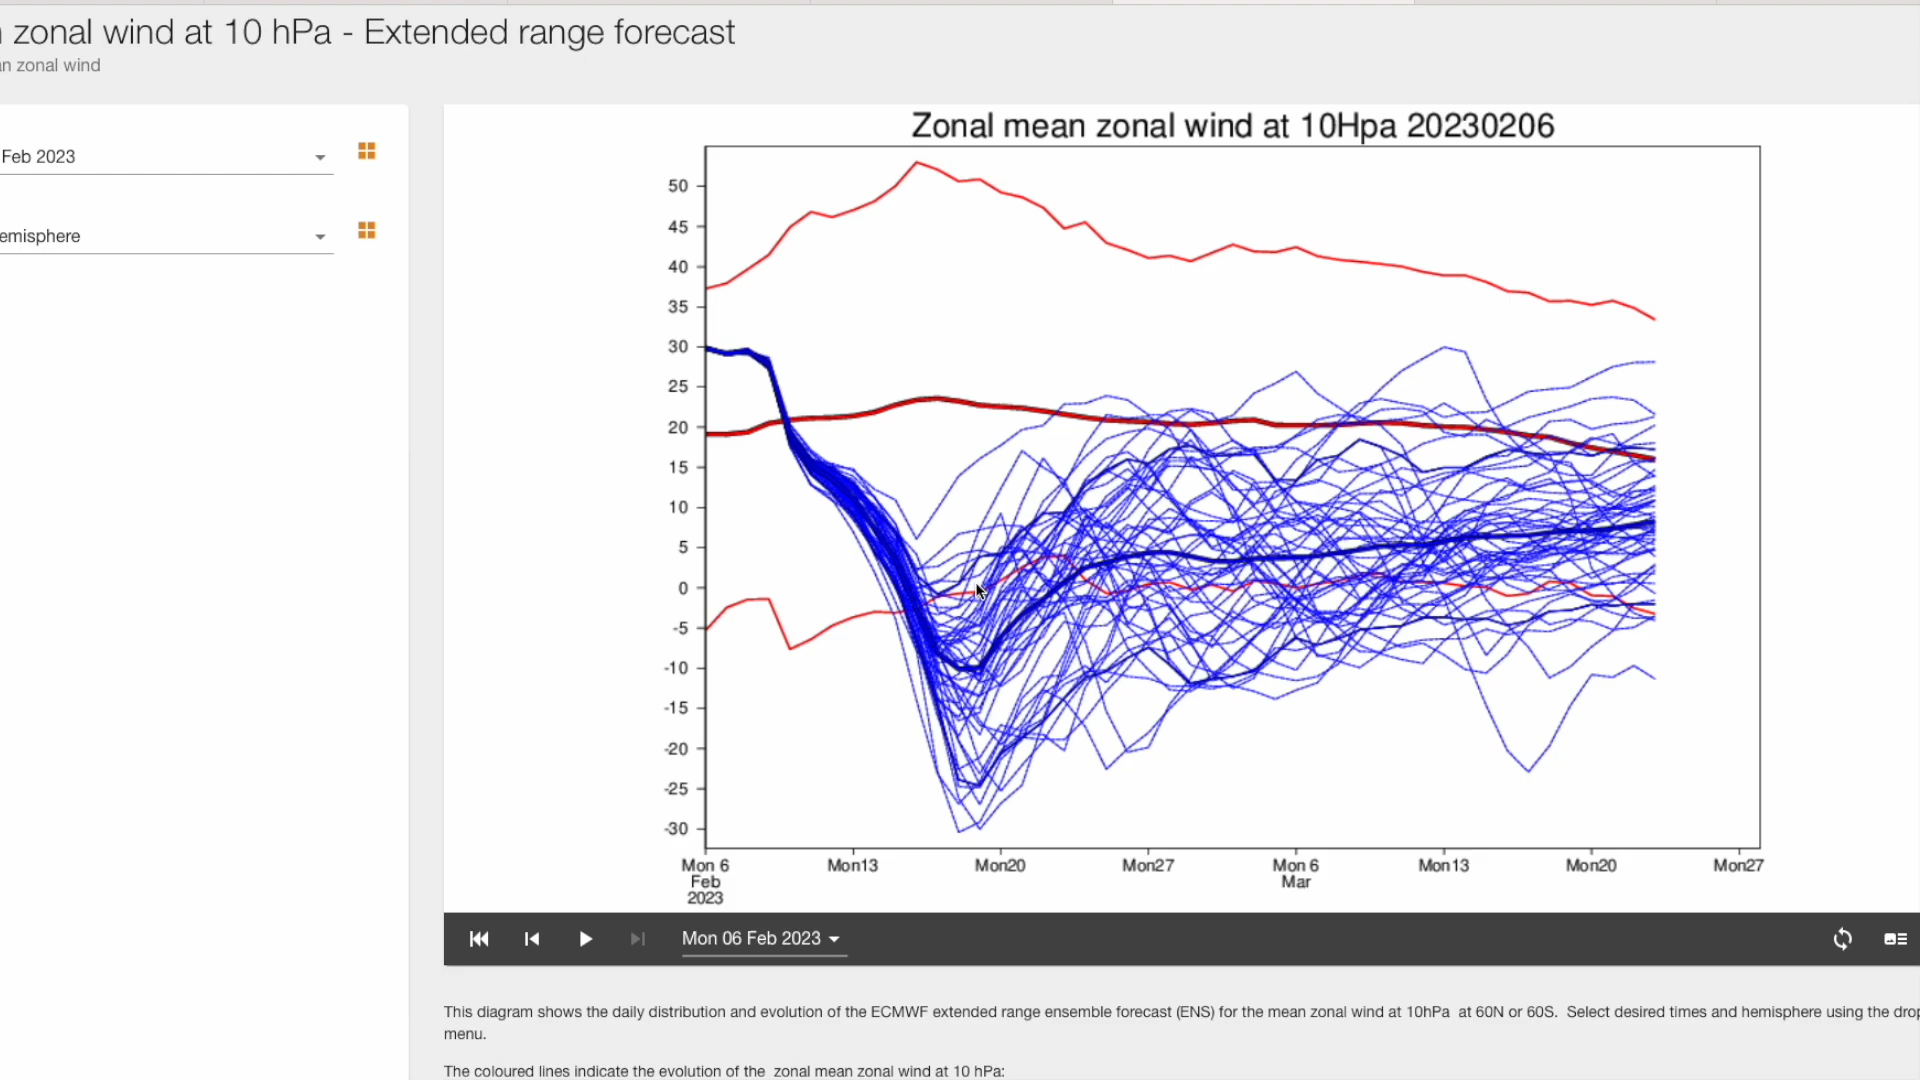 zonal wind at 10 hPa - Extended range forecast
zonal wind
Feb 2023
emisphere
Zonal mean zonal wind at 10Hpa 20230206
50
45
40
35
30
25
20
15
10
5
0
-5
-10
-15
-20
-25
-30
Mon 6 Mon13 Mon20 Mon27 Mon 6 Mon13 Mon20 Mon27
Feb Mar
2023
Mon 06 Feb 2023
This diagram shows the daily distribution and evolution of the ECMWF extended range ensemble forecast (ENS) for the mean zonal wind at 10hPa at 60N or 60S. Select desired times and hemisphere using the drop
menu.
The coloured lines indicate the evolution of the zonal mean zonal wind at 10 hPa: